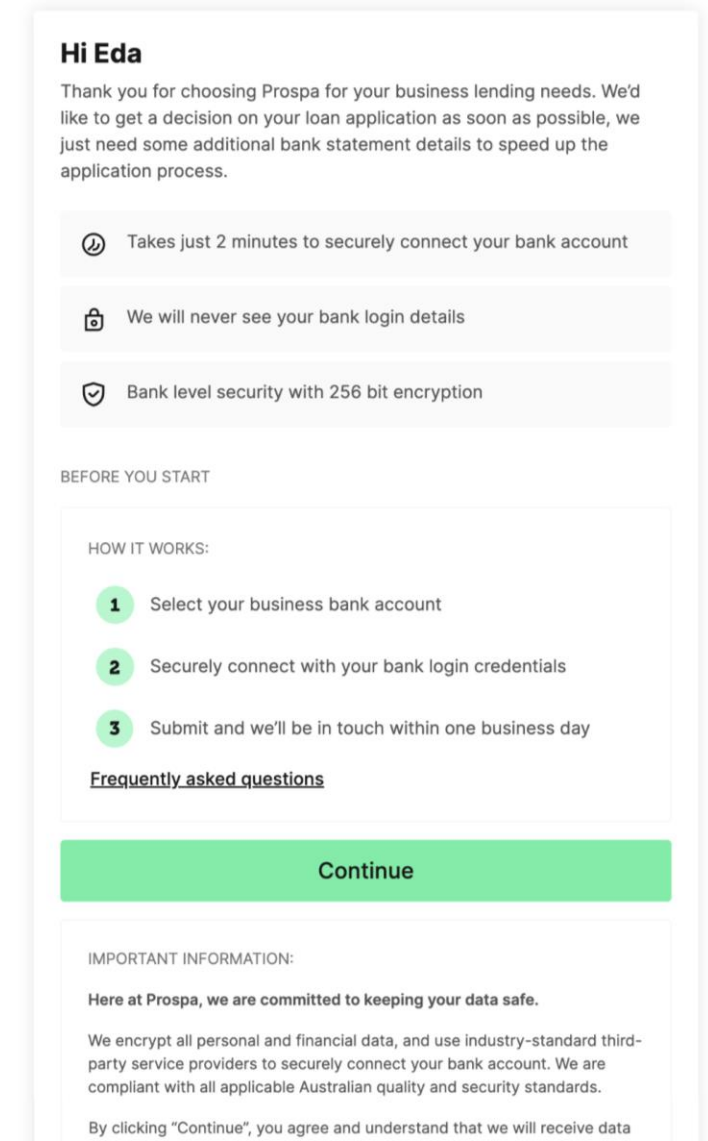 Hi Eda
Thank you for choosing Prospa for your business lending needs. We’d
like to get a decision on your loan application as soon as possible, we
just need some additional bank statement details to speed up the
application process.
Takes just 2 minutes to securely connect your bank account
We will never see your bank login details
Bank level security with 256 bit encryption
BEFORE YOU START
HOW IT WORKS:
1 Select your business bank account
2 Securely connect with your bank login credentials
3 Submit and we’ll be in touch within one business day
Frequently asked questions
Continue
IMPORTANT INFORMATION:
Here at Prospa, we are committed to keeping your data safe.
We encrypt all personal and financial data, and use industry-standard third-
party service providers to securely connect your bank account. We are
compliant with all applicable Australian quality and security standards.
By clicking “Continue”, you agree and understand that we will receive data